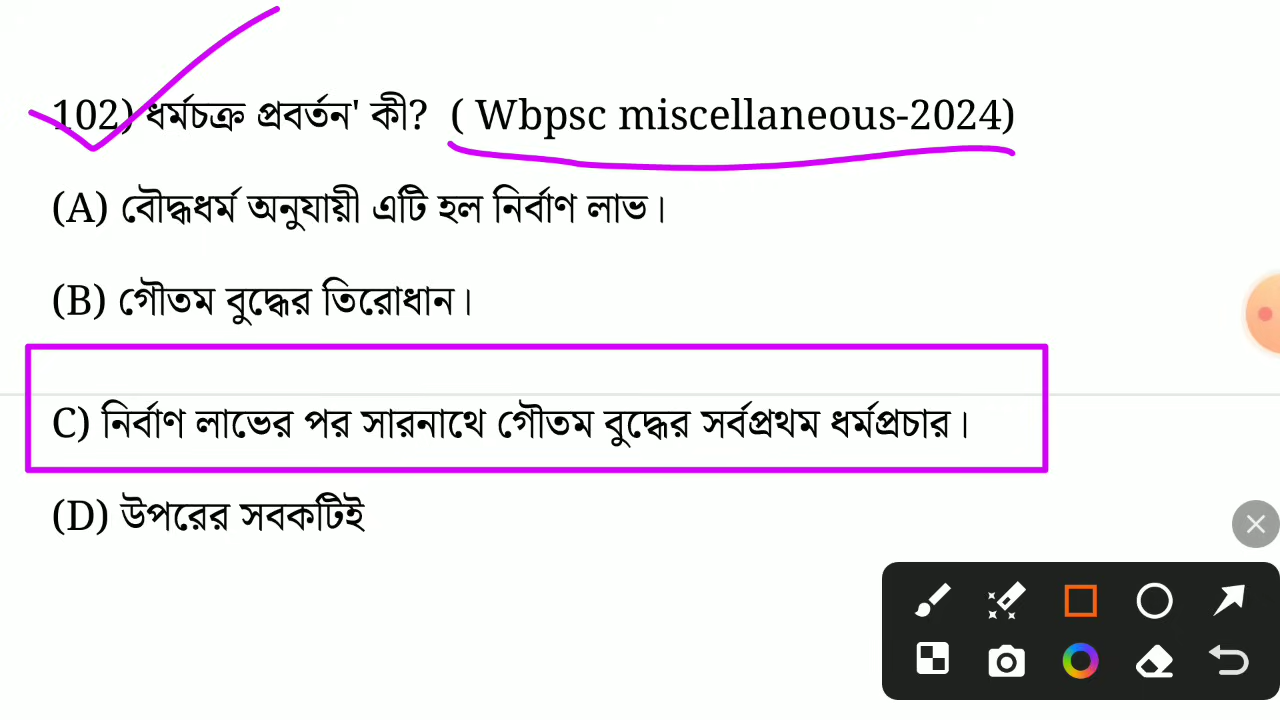 102) ধর্মচক্র প্রবর্তন' কী? ( Wbpsc miscellaneous-2024)
(A) বৌদ্ধধর্ম অনুযায়ী এটি হল নির্বাণ লাভ।
(B) গৌতম বুদ্ধের তিরোধান।
C) নির্বাণ লাভের পর সারনাথে গৌতম বুদ্ধের সর্বপ্রথম ধর্মপ্রচার।
(D) উপরের সবকটিই